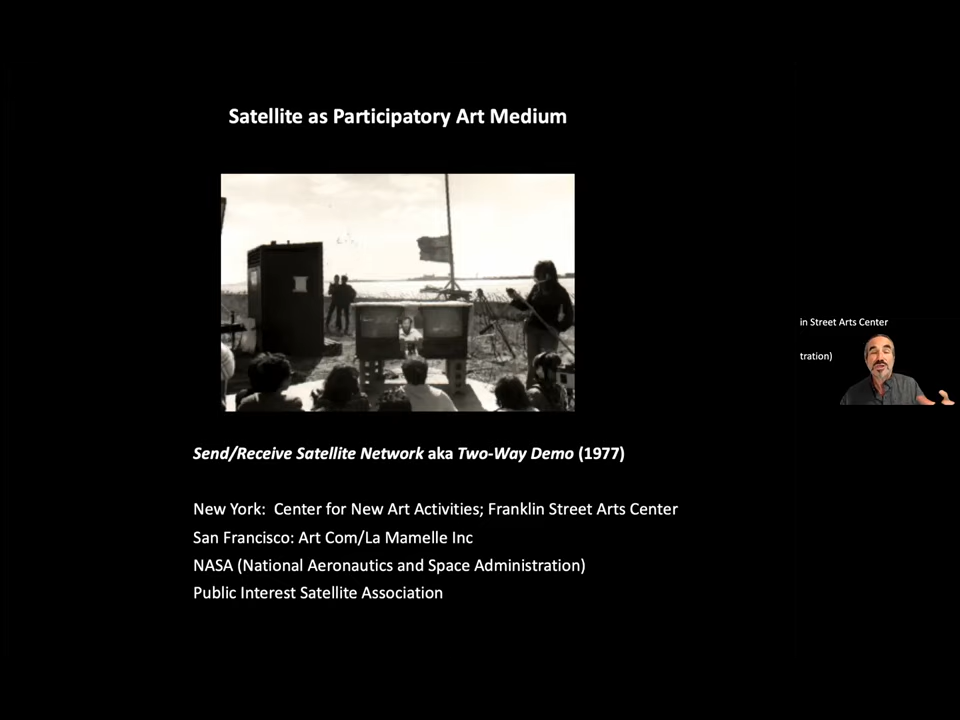 Satellite as Participatory Art Medium
Send/Receive Satellite Network aka Two-Way Demo (1977)
New York: Center for New Art Activities; Franklin Street Arts Center
San Francisco: Art Com/La Mamelle Inc
NASA (National Aeronautics and Space Administration)
Public Interest Satellite Association
in Street Arts Center
tration)